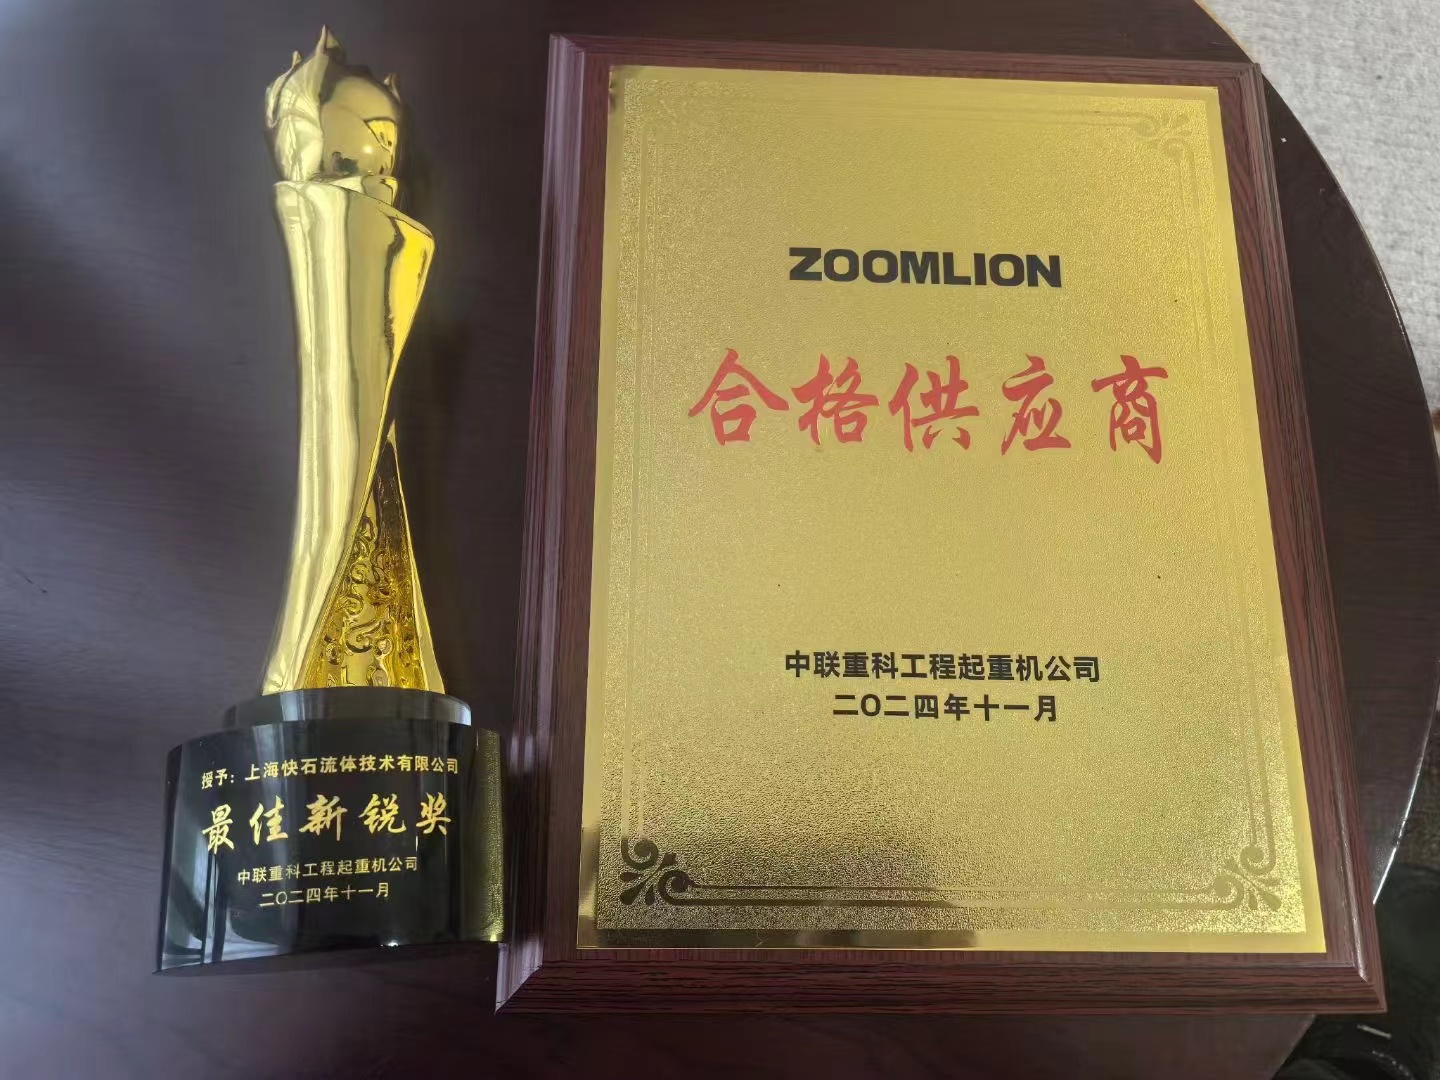 授予：上海快石流体技术有限公司
最佳新锐奖
中联重科工程起重机公司
二〇二四年十一月
ZOOMLION
合格供应商
中联重科工程起重机公司
二〇二四年十一月